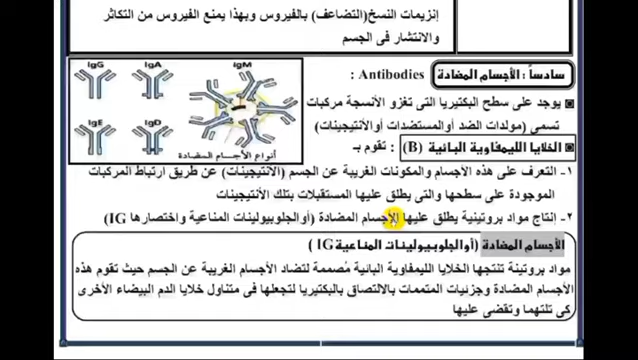 إنزيمات النسخ(التضاعف) بالفيروس وبهذا يمنع الفيروس من التكاثر
والانتشار فى الجسم
سادساً : الأجسام المضادة Antibodies :
يوجد على سطح البكتيريا التى تغزو الأنسجة مركبات
تسمى (مولدات الضد أوالمستضدات أوالأنتيجينات)
الخلايا الليمفاوية البائية (B) : تقوم بـ
IgG IgA IgM
IgE IgD
أنواع الأجسام المضادة
١- التعرف على هذه الأجسام والمكونات الغريبة عن الجسم (الأنتيجينات) عن طريق ارتباط المركبات
الموجودة على سطحها والتى يطلق عليها المستقبلات بتلك الأنتيجينات
٢- إنتاج مواد بروتينية يطلق عليها الأجسام المضادة (أوالجلوبيولينات المناعية واختصارها IG)
الأجسام المضادة (أوالجلوبيولينات المناعية IG)
مواد بروتينة تنتجها الخلايا الليمفاوية البائية مُصممة لتضاد الأجسام الغريبة عن الجسم حيث تقوم هذه
الأجسام المضادة وجزئيات المتممات بالالتصاق بالبكتيريا لتجعلها فى متناول خلايا الدم البيضاء الأخرى
كى تلتهما وتقضى عليها